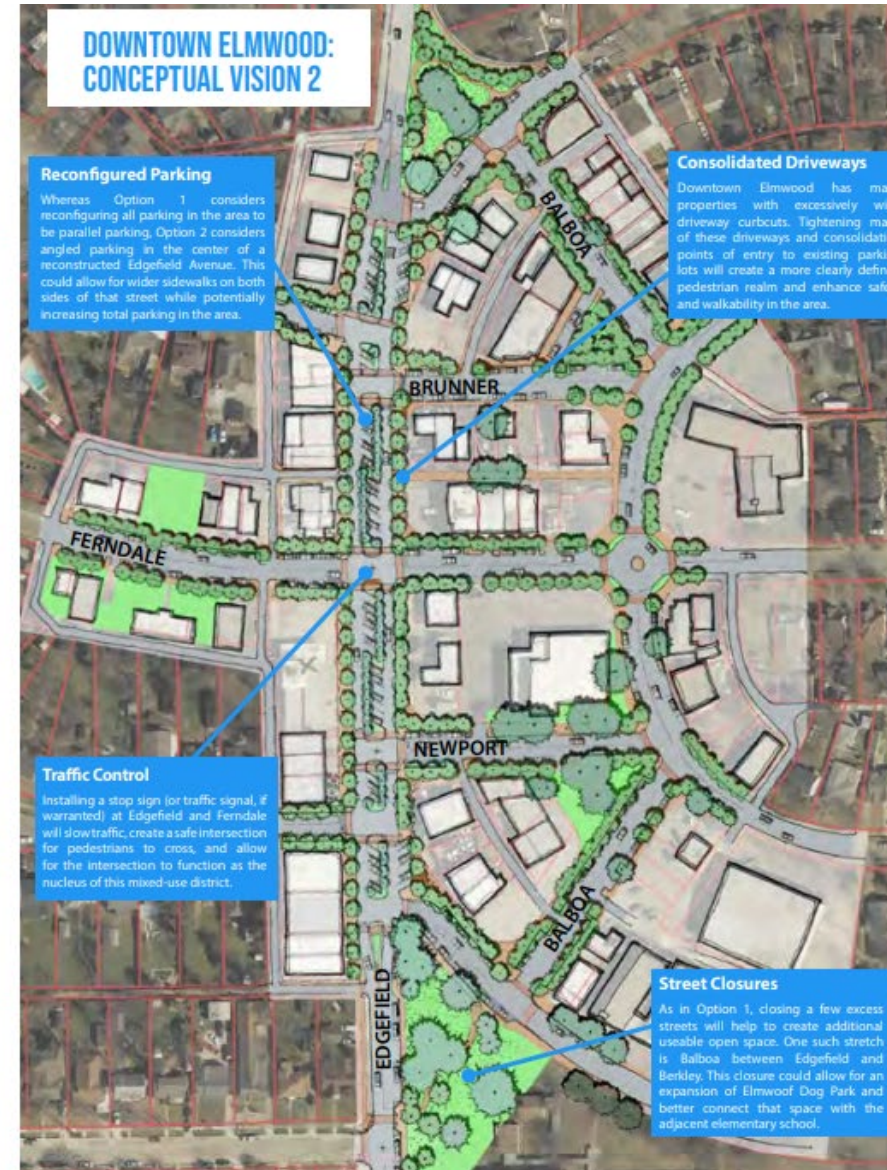 DOWNTOWN ELMWOOD:
CONCEPTUAL VISION 2
Reconfigured Parking
Whereas Option 1 considers
reconfiguring all parking in the area to
be parallel parking, Option 2 considers
angled parking in the center of a
reconstructed Edgefield Avenue. This
could allow for wider sidewalks on both
sides of that street while potentially
increasing total parking in the area.
Consolidated Driveways
Downtown Elmwood has ma
properties with excessively wi
driveway curbcuts. Tightening ma
of these driveways and consolidati
points of entry to existing parki
lots will create a more clearly defin
pedestrian realm and enhance safe
and walkability in the area.
BALBOA
BRUNNER
FERNDALE
NEWPORT
Traffic Control
Installing a stop sign (or traffic signal, if
warranted) at Edgefield and Ferndale
will slow traffic, create a safe intersection
for pedestrians to cross, and allow
for the intersection to function as the
nucleus of this mixed-use district.
BALBOA
EDGEFIELD
Street Closures
As in Option 1, closing a few excess
streets will help to create additional
useable open space. One such stretch
is Balboa between Edgefield and
Berkley. This closure could allow for an
expansion of Elmwoof Dog Park and
better connect that space with the
adjacent elementary school.